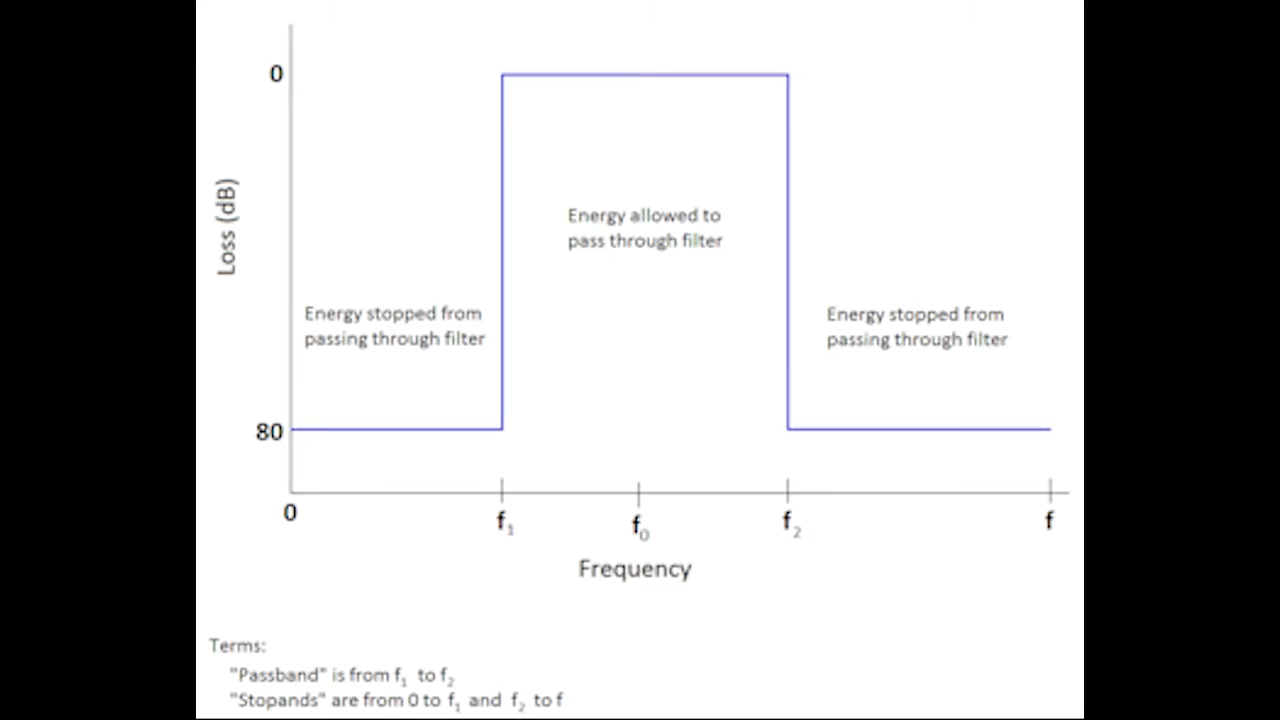 0
Loss (dB)
Energy allowed to
pass through filter
Energy stopped from
passing through filter
Energy stopped from
passing through filter
80
0
f₁
f₀
f₂
f
Frequency
Terms:
"Passband" is from f₁ to f₂
"Stopands" are from 0 to f₁ and f₂ to f